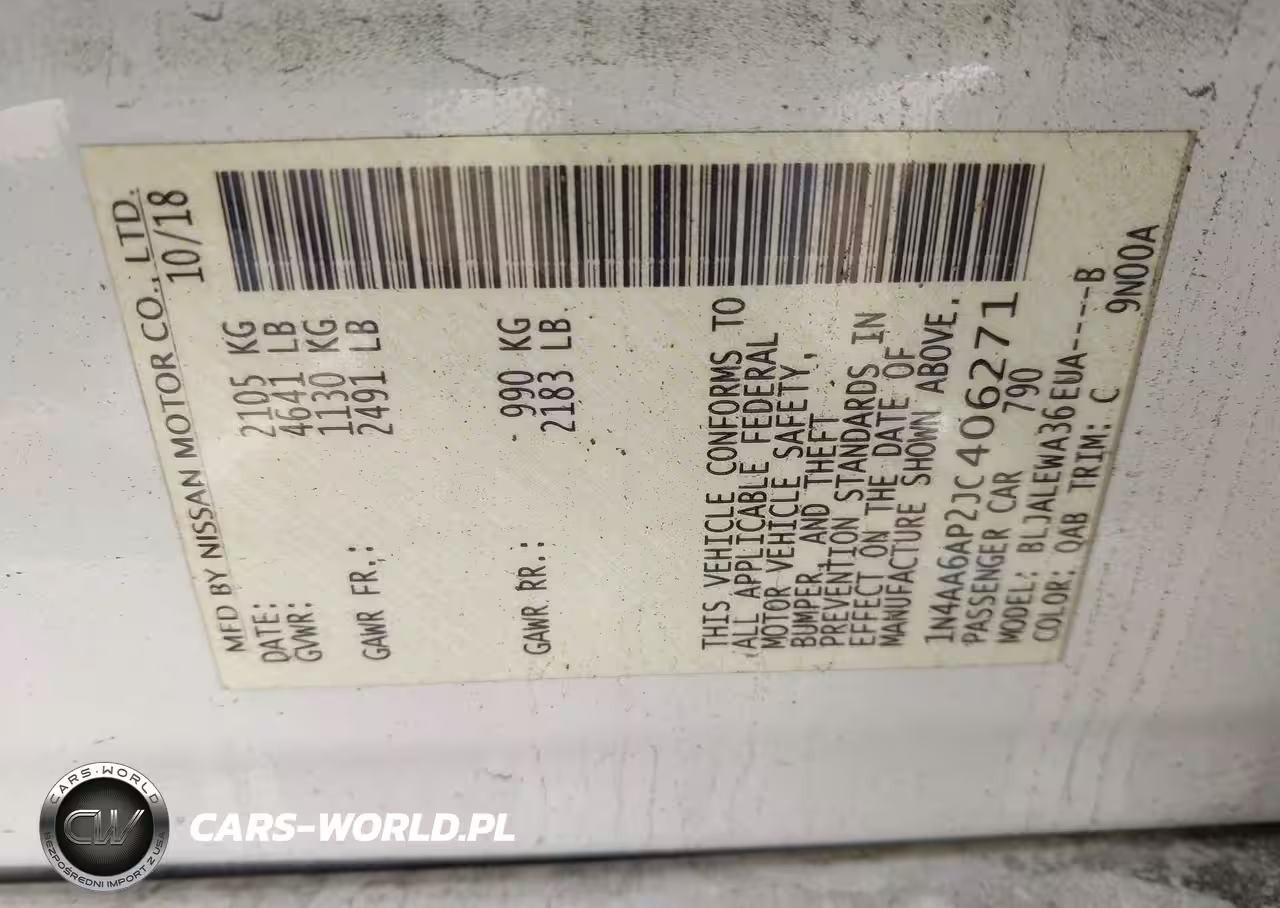 MFD BY NISSAN MOTOR CO., LTD.
DATE: 10/18
GVWR: 2105 KG
4641 LB
GAWR FR.: 1130 KG
2491 LB
GAWR RR.: 990 KG
2183 LB.
THIS VEHICLE CONFORMS TO
ALL APPLICABLE FEDERAL
MOTOR VEHICLE SAFETY,
BUMPER, AND THEFT
PREVENTION STANDARDS IN
EFFECT ON THE DATE OF
MANUFACTURE SHOWN ABOVE.
1N4AA6AP2JC406271
PASSENGER CAR 790
MODEL: BLJALEWA36EUA----B
COLOR: QAB TRIM: C 9N00A
CARS-WORLD
CW
BEZPOŚREDNI IMPORT Z USA
CARS-WORLD.PL